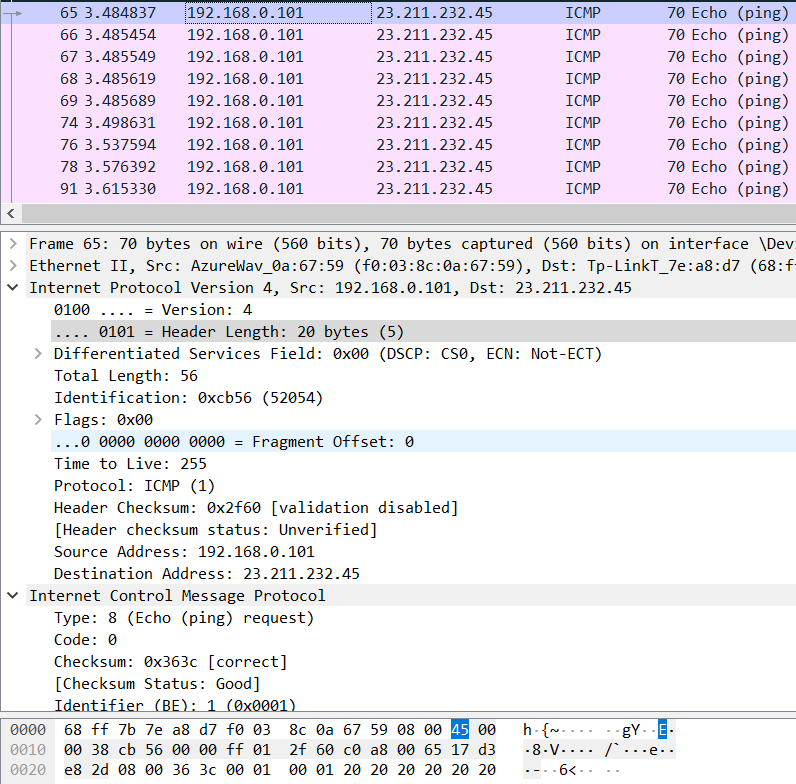 65 3.484837 192.168.0.101 23.211.232.45 ICMP 70 Echo (ping)
66 3.485454 192.168.0.101 23.211.232.45 ICMP 70 Echo (ping)
67 3.485549 192.168.0.101 23.211.232.45 ICMP 70 Echo (ping)
68 3.485619 192.168.0.101 23.211.232.45 ICMP 70 Echo (ping)
69 3.485689 192.168.0.101 23.211.232.45 ICMP 70 Echo (ping)
74 3.498631 192.168.0.101 23.211.232.45 ICMP 70 Echo (ping)
76 3.537594 192.168.0.101 23.211.232.45 ICMP 70 Echo (ping)
78 3.576392 192.168.0.101 23.211.232.45 ICMP 70 Echo (ping)
91 3.615330 192.168.0.101 23.211.232.45 ICMP 70 Echo (ping)
Frame 65: 70 bytes on wire (560 bits), 70 bytes captured (560 bits) on interface \Devi
Ethernet II, Src: AzureWav_0a:67:59 (f0:03:8c:0a:67:59), Dst: Tp-LinkT_7e:a8:d7 (68:f
Internet Protocol Version 4, Src: 192.168.0.101, Dst: 23.211.232.45
0100 .... = Version: 4
.... 0101 = Header Length: 20 bytes (5)
Differentiated Services Field: 0x00 (DSCP: CS0, ECN: Not-ECT)
Total Length: 56
Identification: 0xcb56 (52054)
Flags: 0x00
...0 0000 0000 0000 = Fragment Offset: 0
Time to Live: 255
Protocol: ICMP (1)
Header Checksum: 0x2f60 [validation disabled]
[Header checksum status: Unverified]
Source Address: 192.168.0.101
Destination Address: 23.211.232.45
Internet Control Message Protocol
Type: 8 (Echo (ping) request)
Code: 0
Checksum: 0x363c [correct]
[Checksum Status: Good]
Identifier (BE): 1 (0x0001)
0000 68 ff 7b 7e a8 d7 f0 03 8c 0a 67 59 08 00 45 00 h·{~···· ··gY··E·
0010 00 38 cb 56 00 00 ff 01 2f 60 c0 a8 00 65 17 d3 ·8·V···· /`···e··
0020 e8 2d 08 00 36 3c 00 01 00 01 20 20 20 20 20 20 ·-··6<·· ··